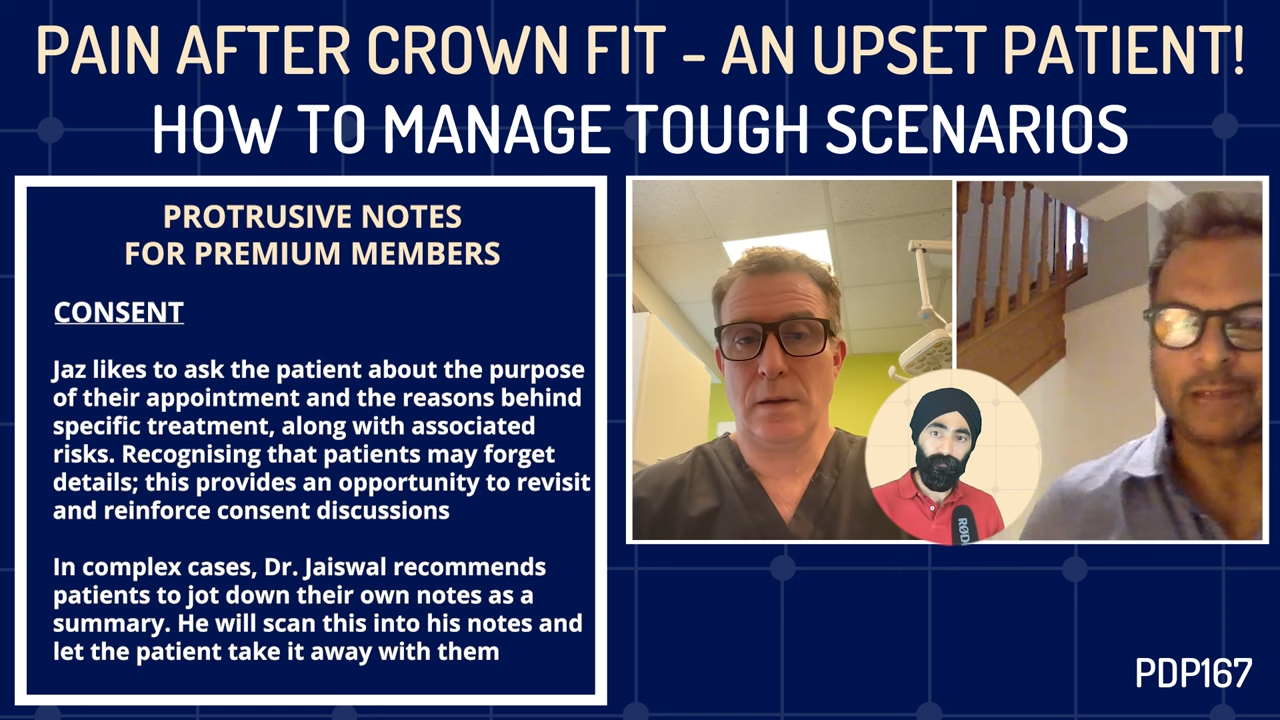 PAIN AFTER CROWN FIT - AN UPSET PATIENT!
HOW TO MANAGE TOUGH SCENARIOS
PROTRUSIVE NOTES
FOR PREMIUM MEMBERS
CONSENT
Jaz likes to ask the patient about the purpose
of their appointment and the reasons behind
specific treatment, along with associated
risks. Recognising that patients may forget
details; this provides an opportunity to revisit
and reinforce consent discussions
In complex cases, Dr. Jaiswal recommends
patients to jot down their own notes as a
summary. He will scan this into his notes and
let the patient take it away with them
RØDE
PDP167